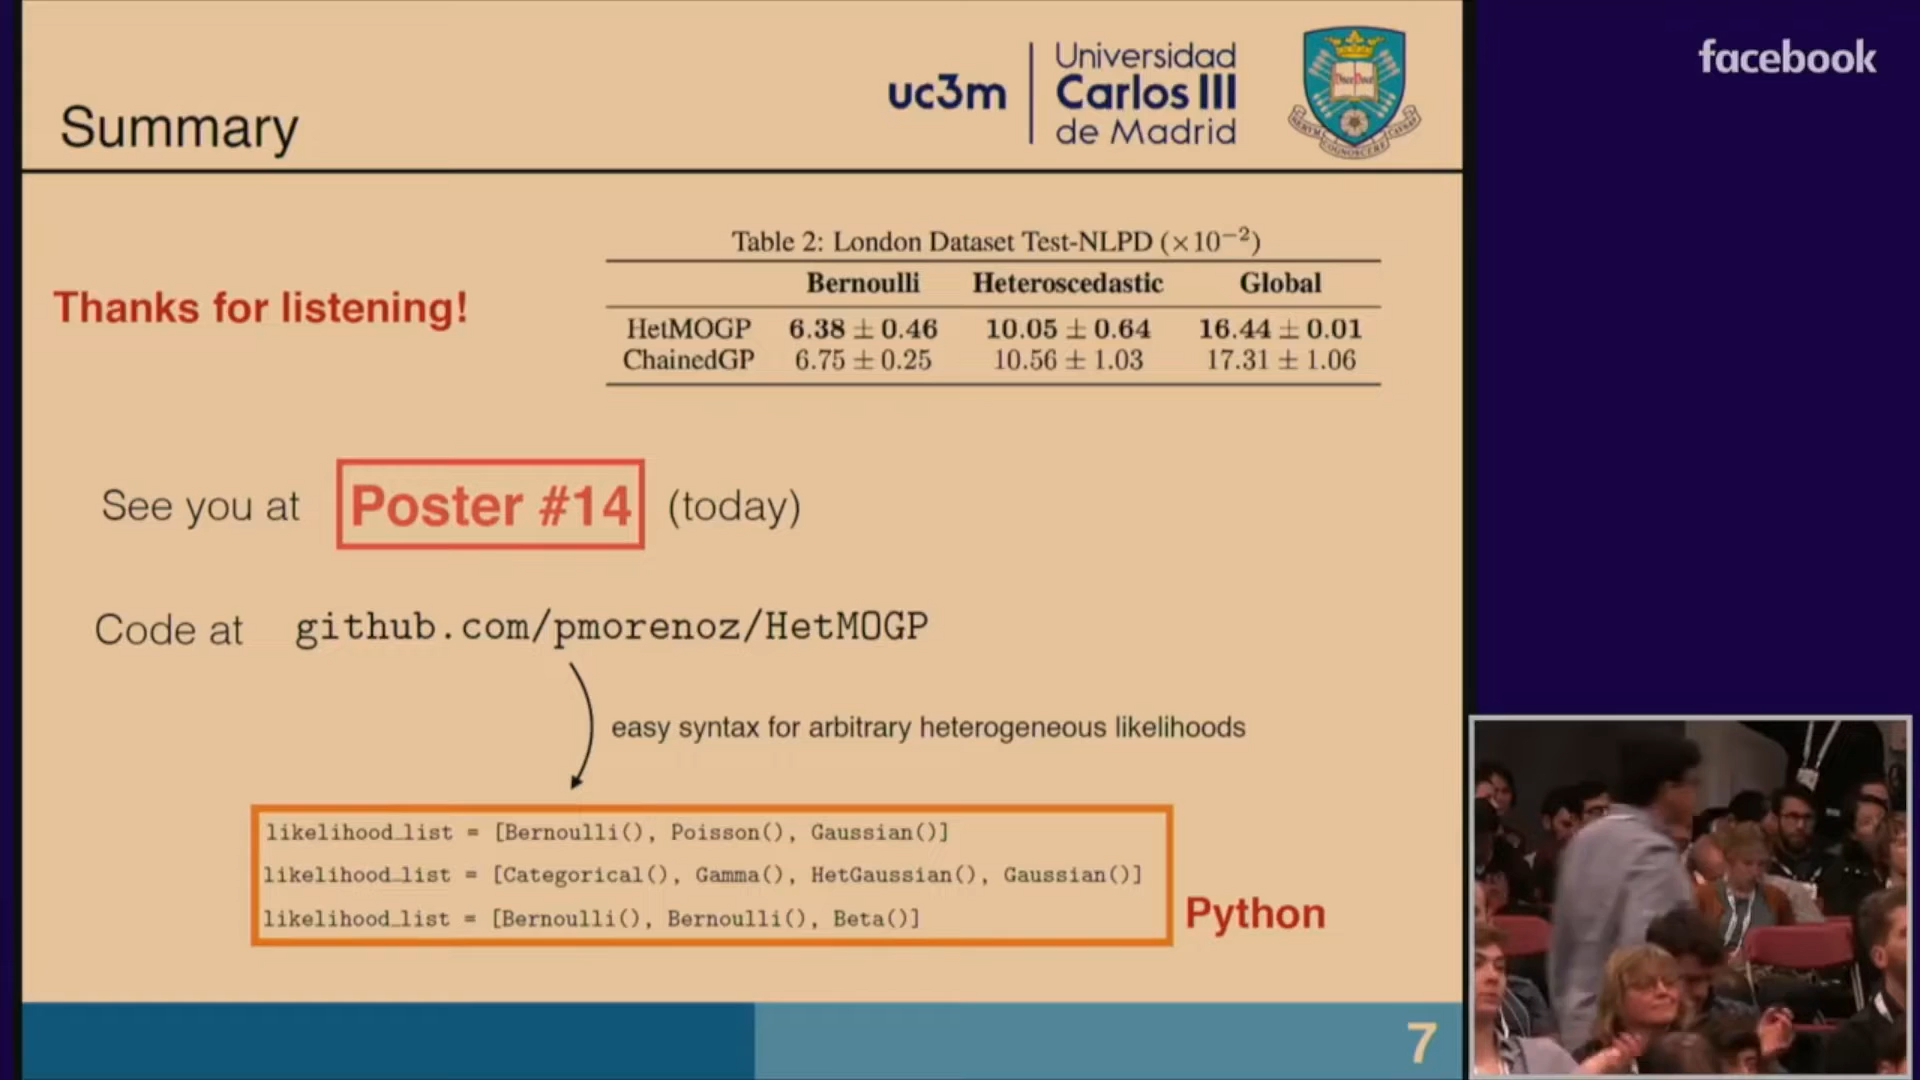 Summary
uc3m
Universidad
Carlos III
de Madrid
facebook
Thanks for listening!
Table 2: London Dataset Test-NLPD (×10⁻²)
Bernoulli Heteroscedastic Global
HetMOGP 6.38 ± 0.46 10.05 ± 0.64 16.44 ± 0.01
ChainedGP 6.75 ± 0.25 10.56 ± 1.03 17.31 ± 1.06
See you at Poster #14 (today)
Code at github.com/pmorenoz/HetMOGP
easy syntax for arbitrary heterogeneous likelihoods
likelihood_list = [Bernoulli(), Poisson(), Gaussian()]
likelihood_list = [Categorical(), Gamma(), HetGaussian(), Gaussian()]
likelihood_list = [Bernoulli(), Bernoulli(), Beta()]
Python
7